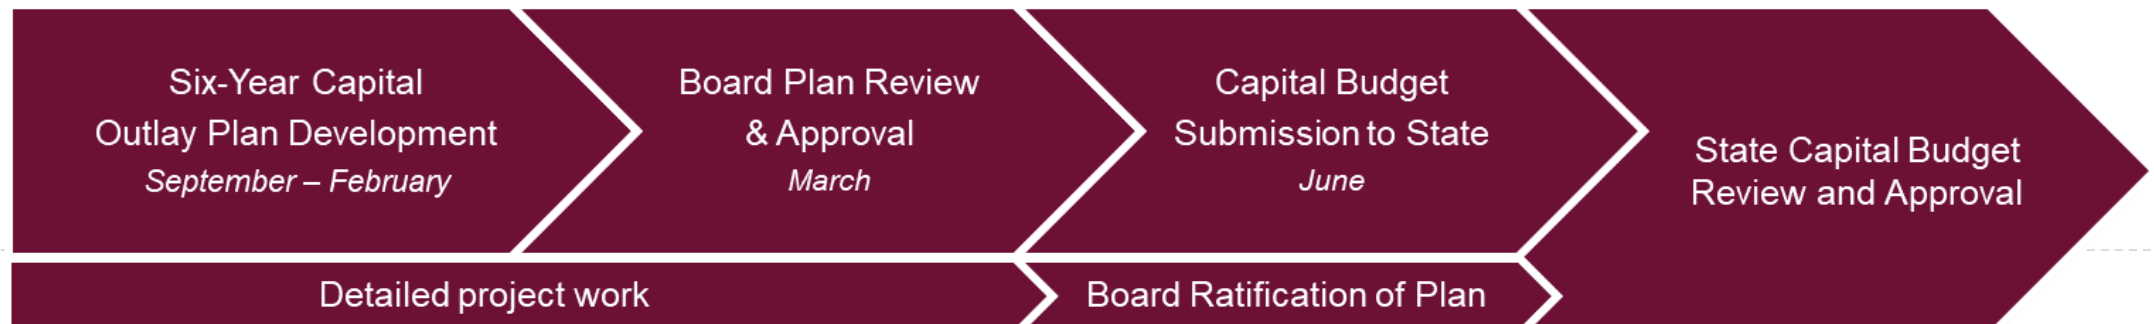 Six-Year Capital
Outlay Plan Development
September – February
Board Plan Review
& Approval
March
Capital Budget
Submission to State
June
State Capital Budget
Review and Approval
Detailed project work
Board Ratification of Plan